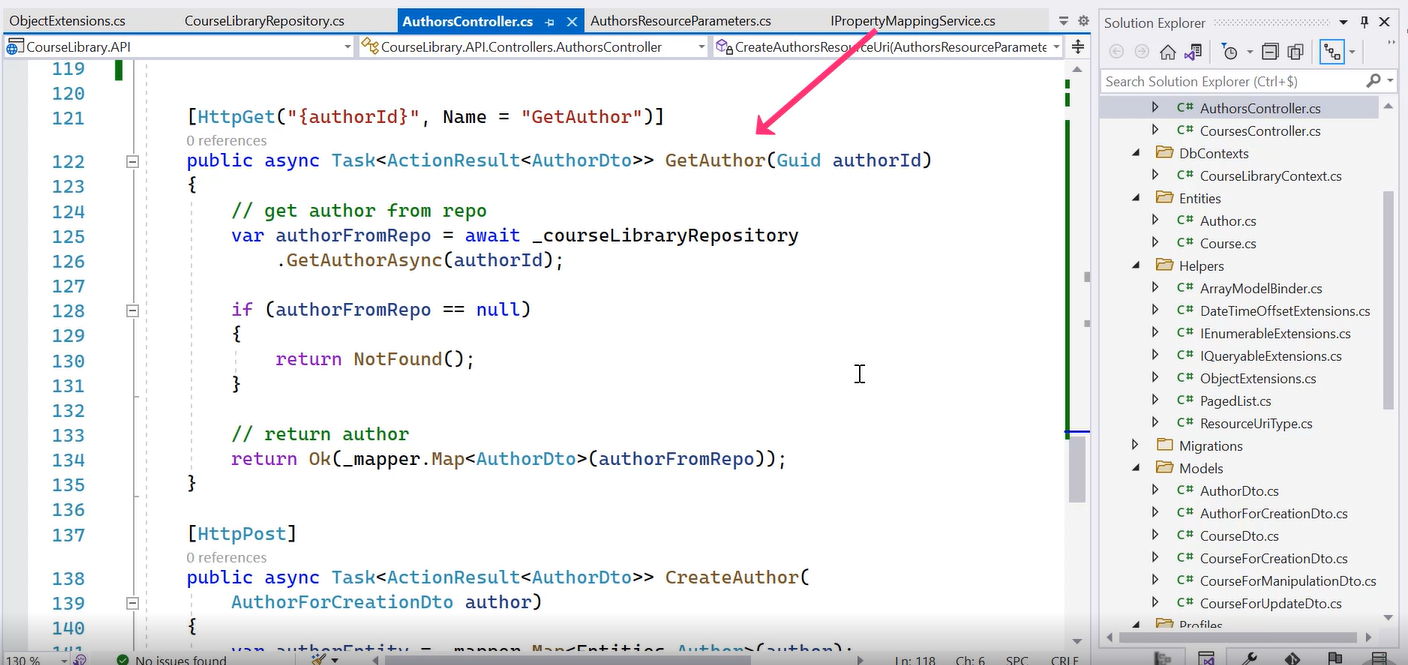 ObjectExtensions.cs CourseLibraryRepository.cs AuthorsController.cs AuthorsResourceParameters.cs IPropertyMappingService.cs
CourseLibrary.API CourseLibrary.API.Controllers.AuthorsController CreateAuthorsResourceUri(AuthorsResourceParamete
119
120
121 [HttpGet("{authorId}", Name = "GetAuthor")]
0 references
122 public async Task<ActionResult<AuthorDto>> GetAuthor(Guid authorId)
123 {
124 // get author from repo
125 var authorFromRepo = await _courseLibraryRepository
126 .GetAuthorAsync(authorId);
127
128 if (authorFromRepo == null)
129 {
130 return NotFound();
131 }
132
133 // return author
134 return Ok(_mapper.Map<AuthorDto>(authorFromRepo));
135 }
136
137 [HttpPost]
0 references
138 public async Task<ActionResult<AuthorDto>> CreateAuthor(
139 AuthorForCreationDto author)
140 {
141 var authorEntity = _mapper.Map<Entities.Author>(author);
130 % No issues found Ln: 118 Ch: 6 SPC CRLF
Solution Explorer
Search Solution Explorer (Ctrl+$)
C# AuthorsController.cs
C# CoursesController.cs
DbContexts
C# CourseLibraryContext.cs
Entities
C# Author.cs
C# Course.cs
Helpers
C# ArrayModelBinder.cs
C# DateTimeOffsetExtensions.cs
C# IEnumerableExtensions.cs
C# IQueryableExtensions.cs
C# ObjectExtensions.cs
C# PagedList.cs
C# ResourceUriType.cs
Migrations
Models
C# AuthorDto.cs
C# AuthorForCreationDto.cs
C# CourseDto.cs
C# CourseForCreationDto.cs
C# CourseForManipulationDto.cs
C# CourseForUpdateDto.cs
Profiles